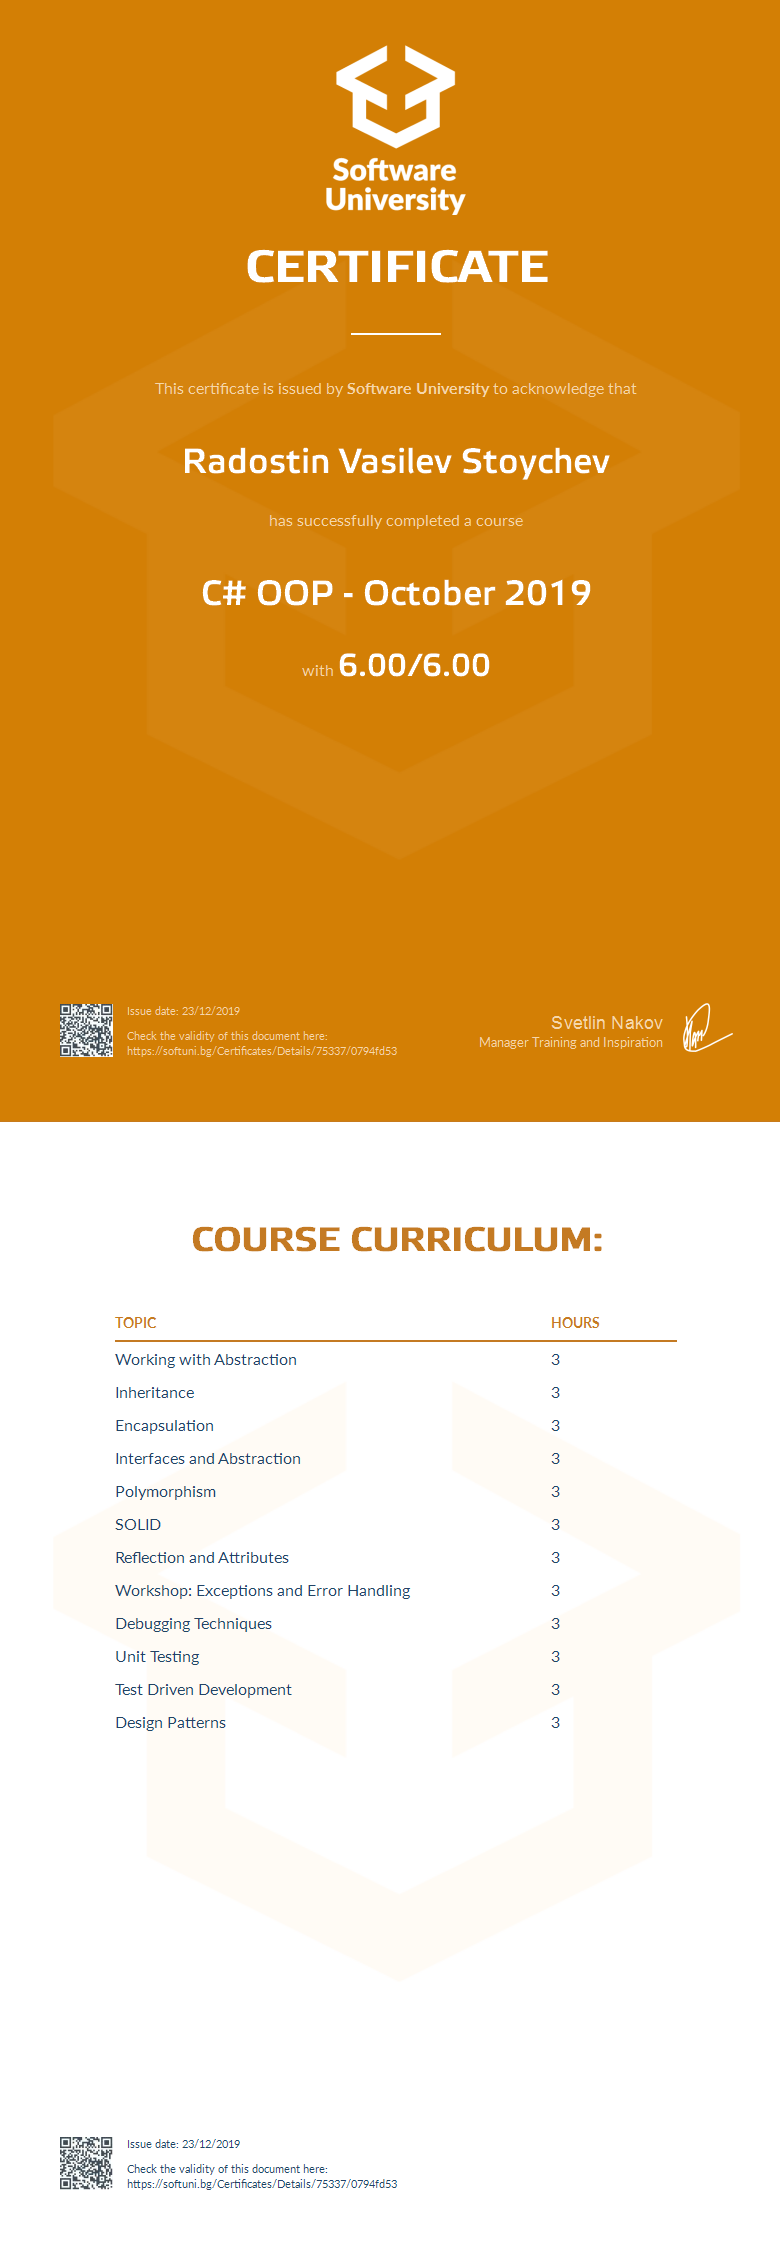 Software
University
CERTIFICATE
This certificate is issued by Software University to acknowledge that
Radostin Vasilev Stoychev
has successfully completed a course
C# OOP - October 2019
with 6.00/6.00
Issue date: 23/12/2019
Check the validity of this document here:
https://softuni.bg/Certificates/Details/75337/0794fd53
Svetlin Nakov
Manager Training and Inspiration
COURSE CURRICULUM:
TOPIC HOURS
Working with Abstraction 3
Inheritance 3
Encapsulation 3
Interfaces and Abstraction 3
Polymorphism 3
SOLID 3
Reflection and Attributes 3
Workshop: Exceptions and Error Handling 3
Debugging Techniques 3
Unit Testing 3
Test Driven Development 3
Design Patterns 3
Issue date: 23/12/2019
Check the validity of this document here:
https://softuni.bg/Certificates/Details/75337/0794fd53